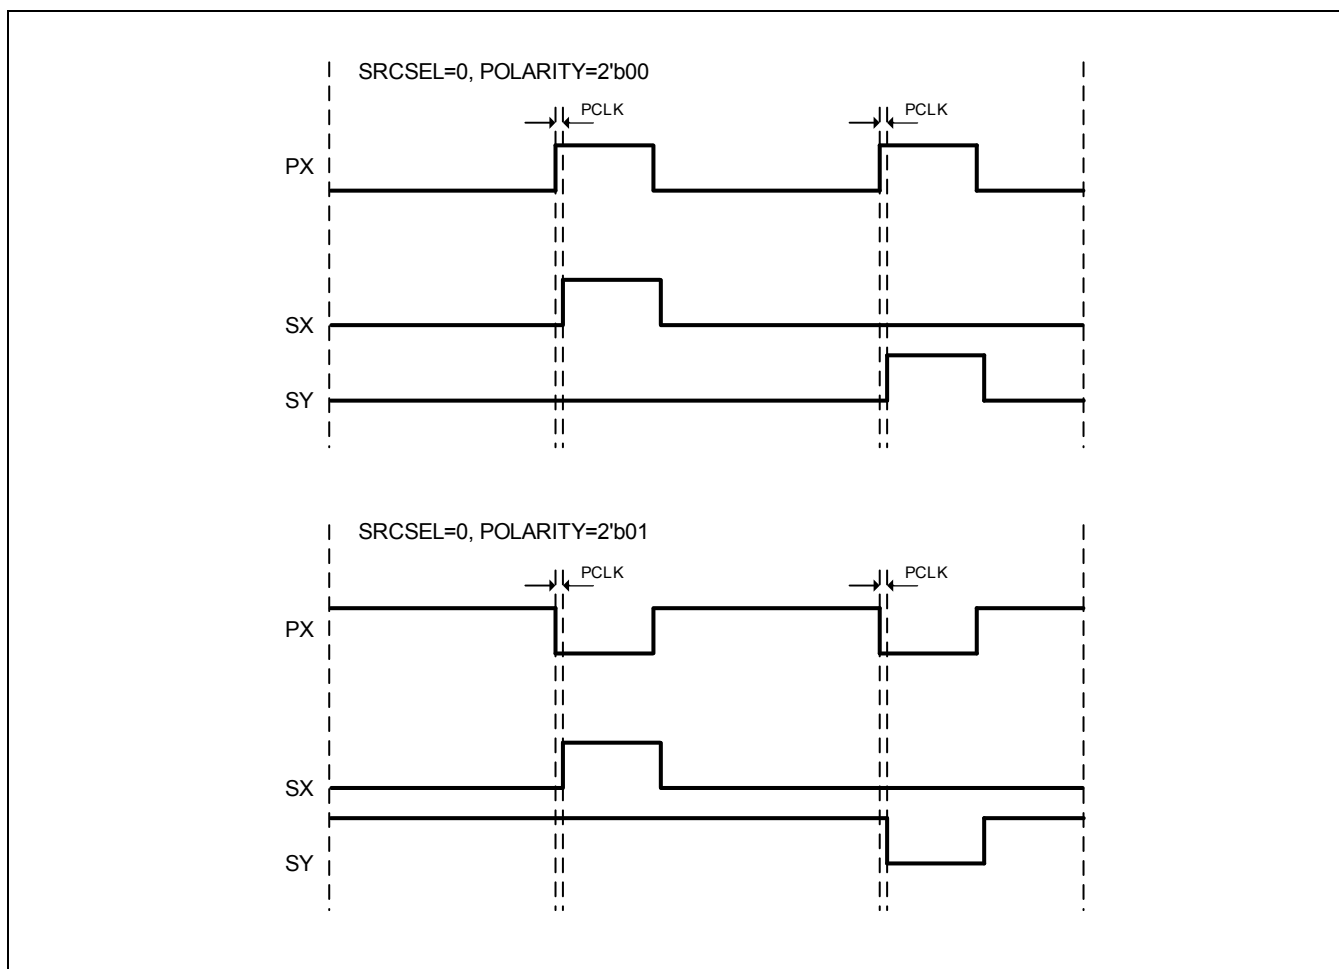 SRCSEL=0, POLARITY=2'b00
PCLK PCLK
PX
SX
SY
SRCSEL=0, POLARITY=2'b01
PCLK PCLK
PX
SX
SY